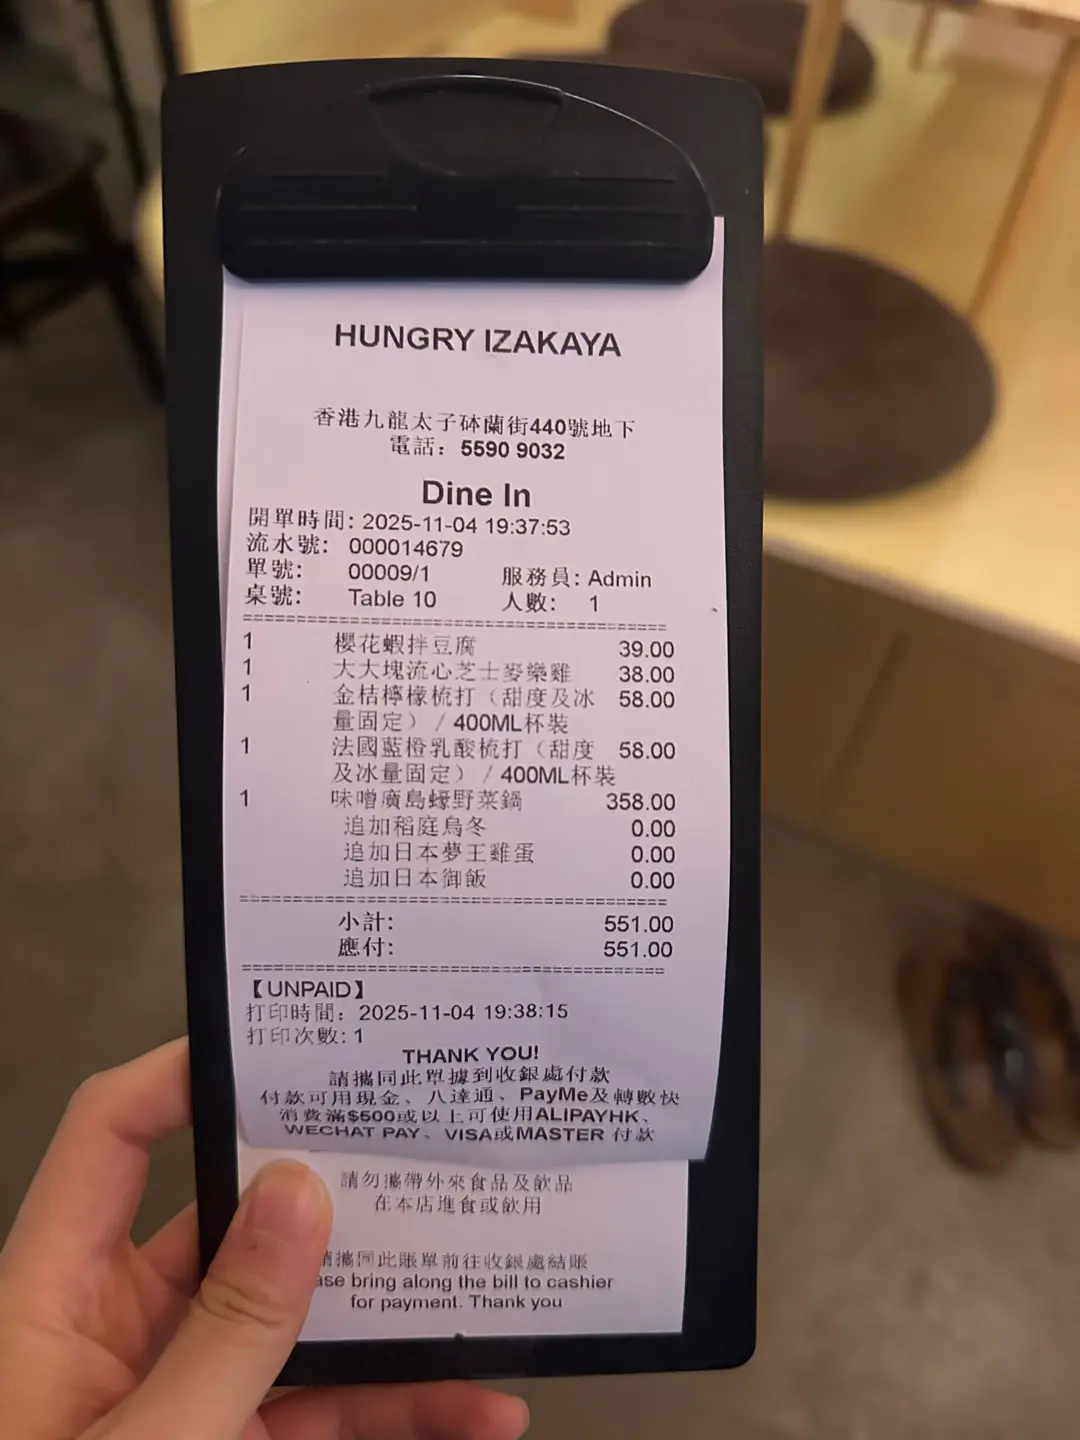 HUNGRY IZAKAYA
香港九龍太子砵蘭街440號地下
電話： 5590 9032
Dine In
開單時間: 2025-11-04 19:37:53
流水號: 000014679
單號: 00009/1 服務員: Admin
桌號: Table 10 人數: 1
1 櫻花蝦拌豆腐 39.00
1 大大塊流心芝士麥樂雞 38.00
1 金桔檸檬梳打（甜度及冰 58.00
量固定） / 400ML杯裝
1 法國藍橙乳酸梳打（甜度 58.00
及冰量固定） / 400ML杯裝
1 味噌廣島蠔野菜鍋 358.00
追加稻庭烏冬 0.00
追加日本夢王雞蛋 0.00
追加日本御飯 0.00
小計: 551.00
應付: 551.00
【UNPAID】
打印時間： 2025-11-04 19:38:15
打印次數: 1
THANK YOU!
請攜同此單據到收銀處付款
付款可用現金、八達通、PayMe及轉數快
消費滿$500或以上可使用ALIPAYHK、
WECHAT PAY、VISA或MASTER 付款
請勿攜帶外來食品及飲品
在本店進食或飲用
攜同此賬單前往收銀處結賬
bring along the bill to cashier
for payment. Thank you